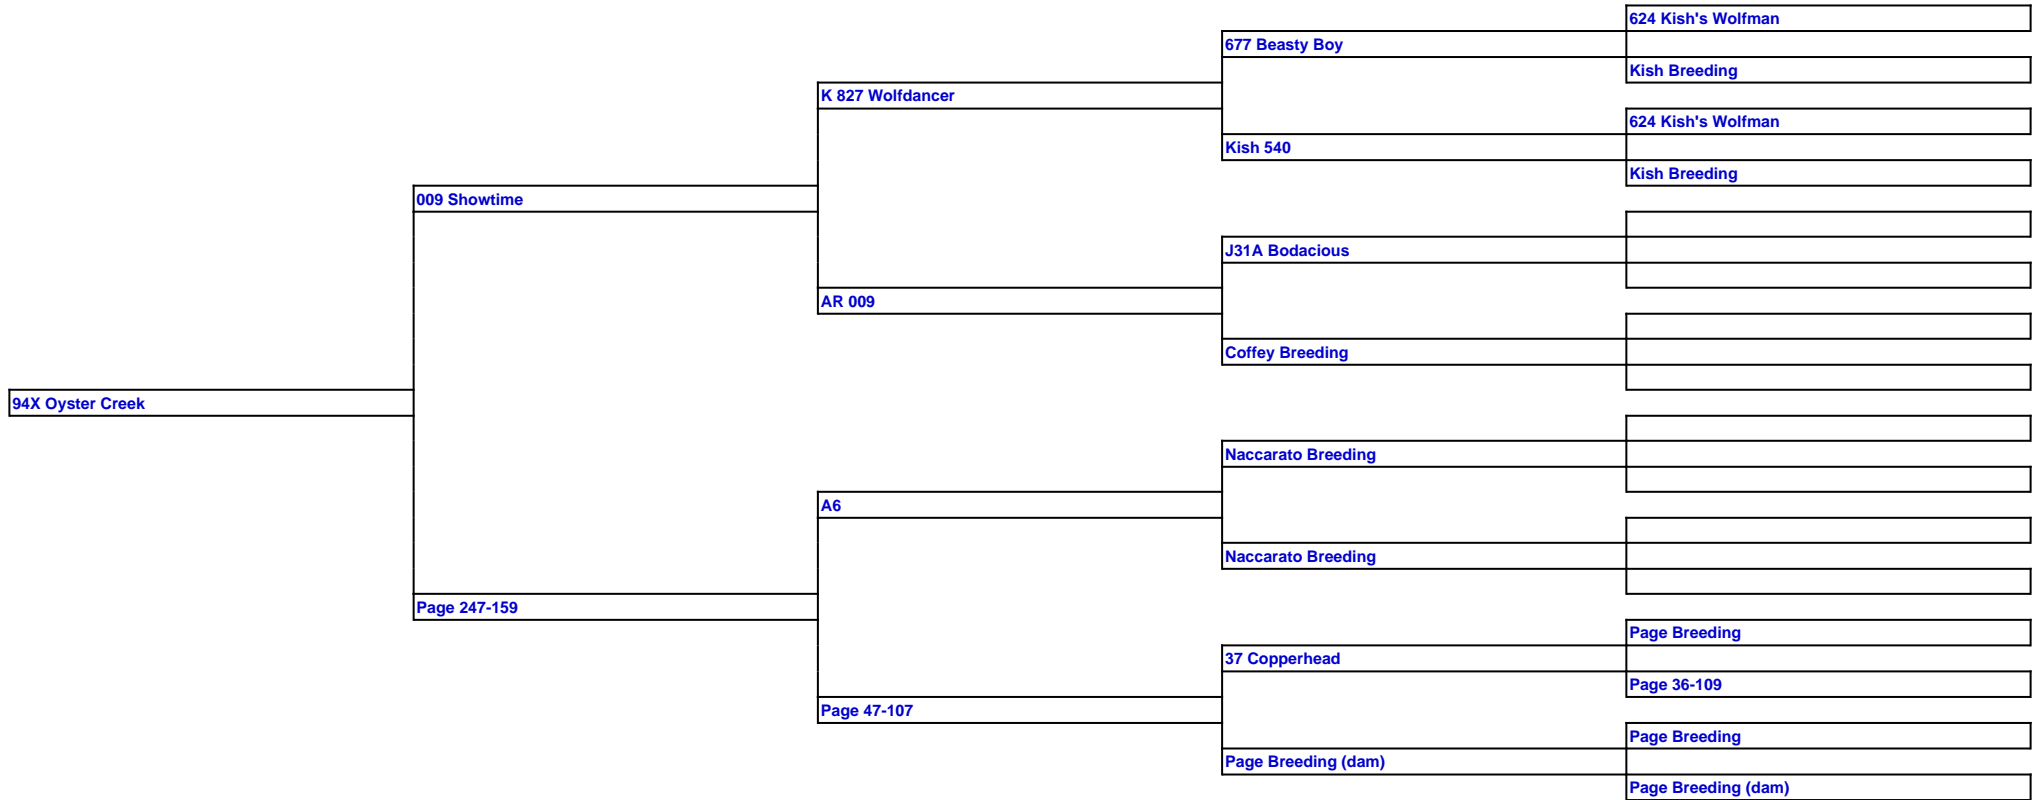 624 Kish's Wolfman
677 Beasty Boy
Kish Breeding
K 827 Wolfdancer
624 Kish's Wolfman
Kish 540
Kish Breeding
009 Showtime
J31A Bodacious
AR 009
Coffey Breeding
94X Oyster Creek
Naccarato Breeding
A6
Naccarato Breeding
Page 247-159
Page Breeding
37 Copperhead
Page 36-109
Page 47-107
Page Breeding
Page Breeding (dam)
Page Breeding (dam)